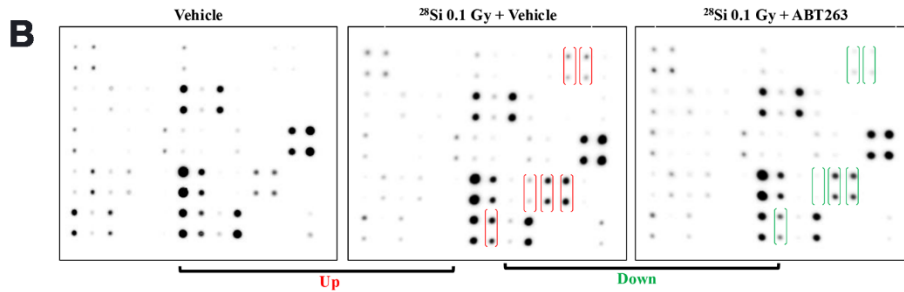 B
Vehicle
²⁸Si 0.1 Gy + Vehicle
²⁸Si 0.1 Gy + ABT263
Up
Down